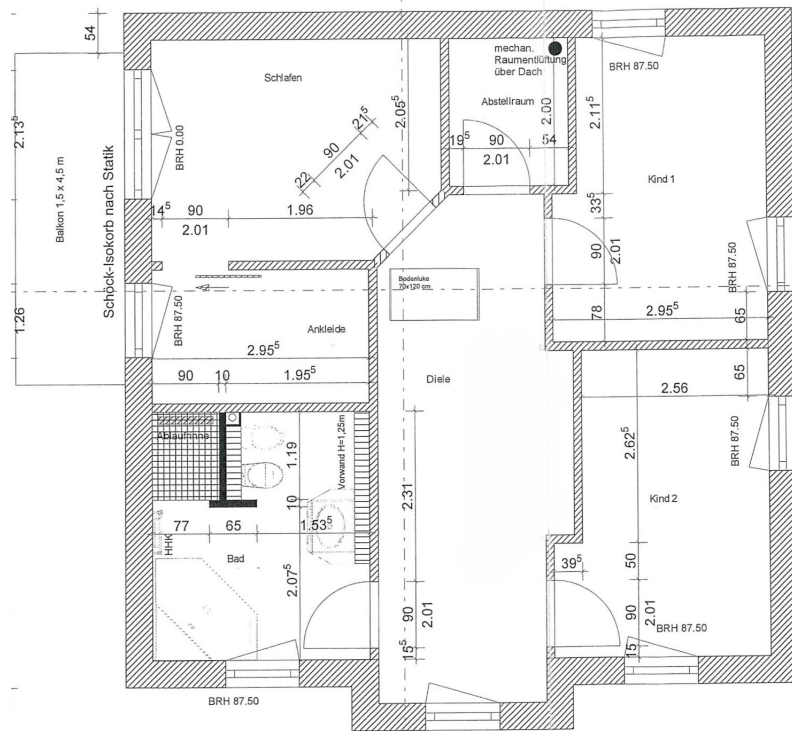 54
mechan.
Raumentlüftung
über Dach
BRH 87.50
Schlafen
Abstellraum
2.00
2.11⁵
2.05⁵
21⁵
90
22
2.01
19⁵ 90 54
2.01
2.13⁵
BRH 0.00
Balkon 1,5 x 4,5 m
Schöck-Isokorb nach Statik
Kind 1
14⁵ 90 1.96
2.01
33⁵
90
2.01
78
BRH 87.50
Bodenluke
70x120 cm
1.26
BRH 87.50
Ankleide
2.95⁵
2.95⁵
65
90 10 1.95⁵
Diele
65
2.56
Ablaufrinne
1.19
Vorwand H=1,25m
2.62⁵
BRH 87.50
2.31
10
Kind 2
77 65 1.53⁵
HHK
Bad
2.07⁵
39⁵
50
90
2.01
15⁵
90
2.01
15
BRH 87.50
BRH 87.50